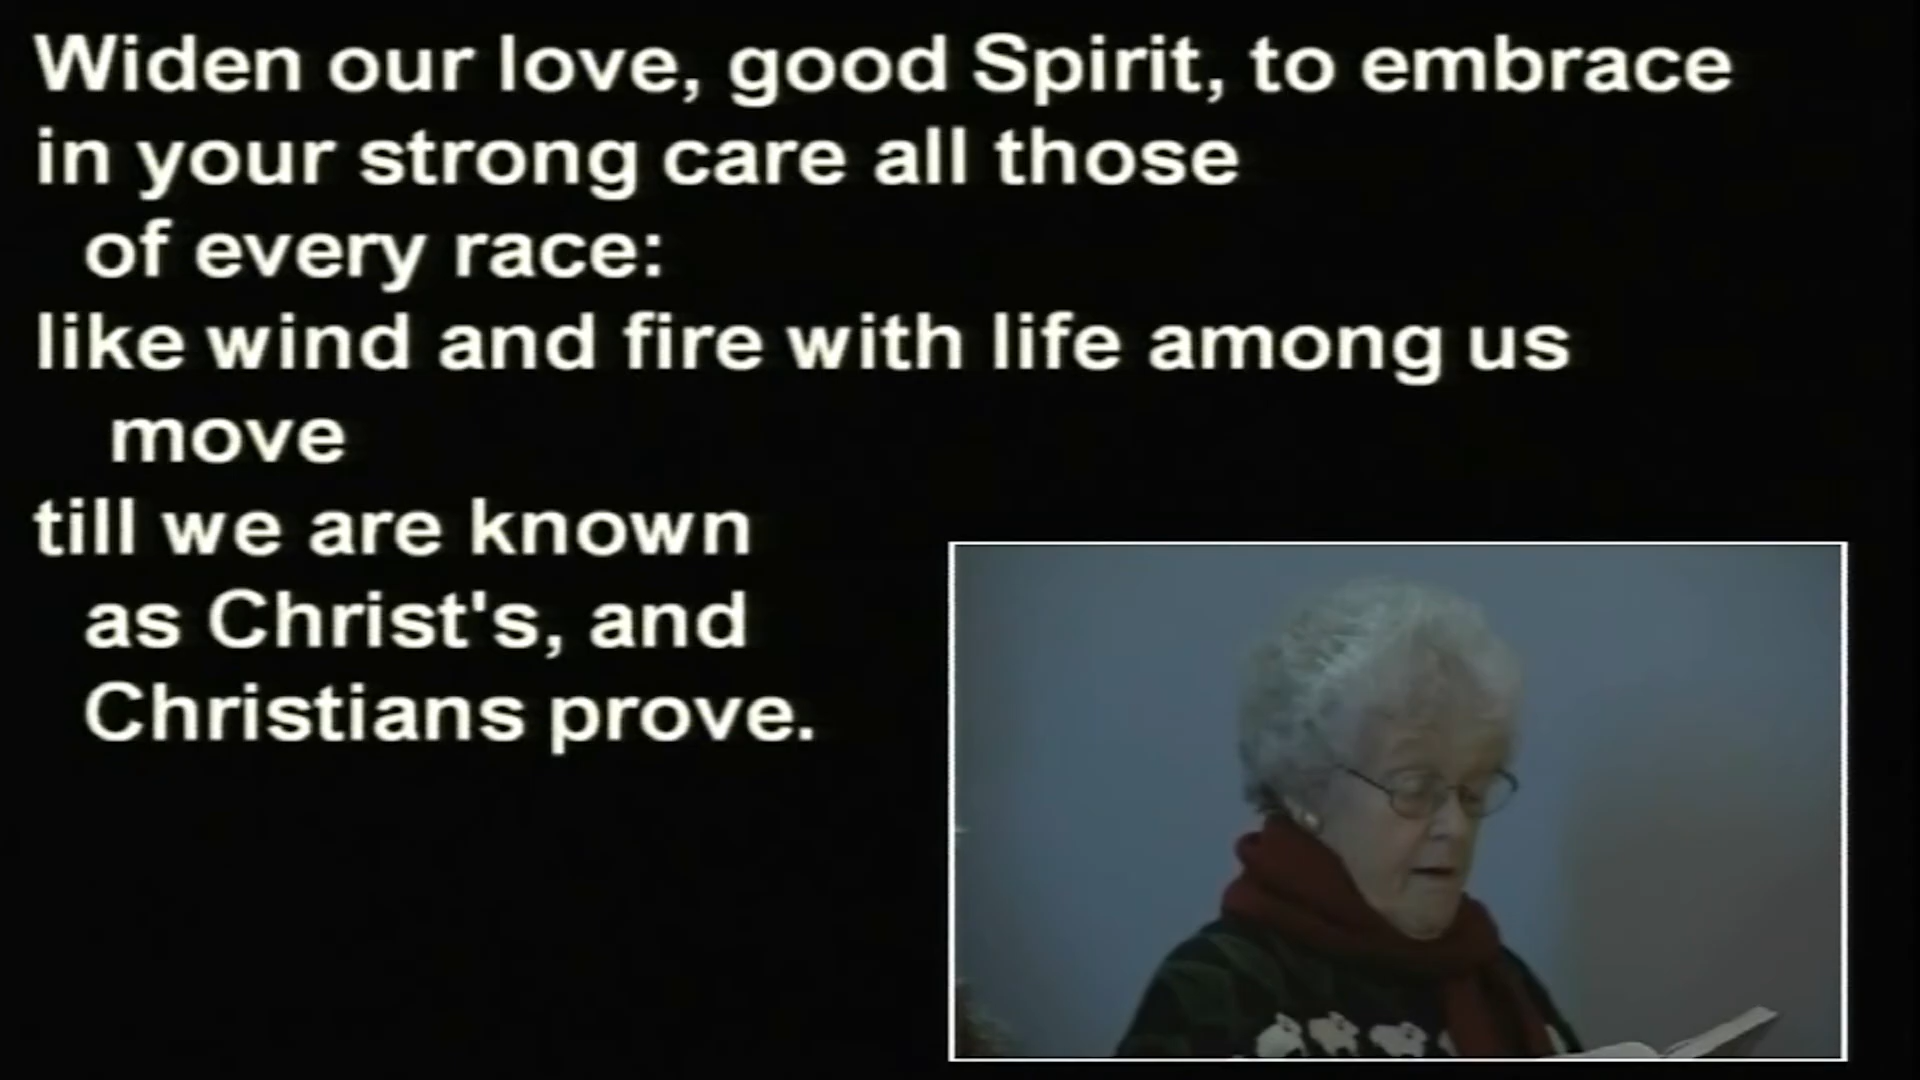 Widen our love, good Spirit, to embrace
in your strong care all those
of every race:
like wind and fire with life among us
move
till we are known
as Christ's, and
Christians prove.